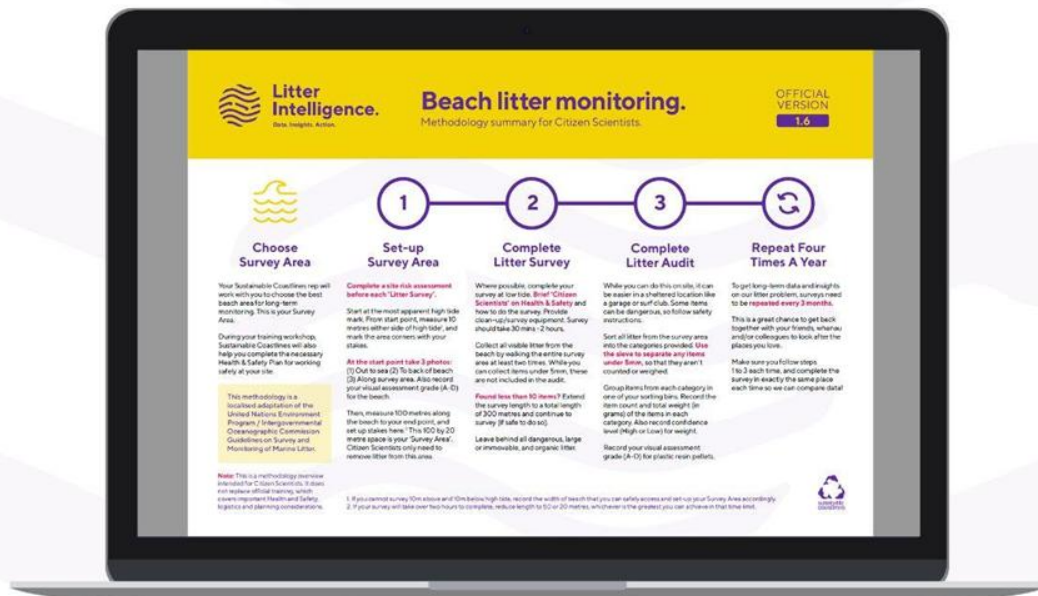 Litter
Intelligence.
Data. Insights. Action.
Beach litter monitoring.
Methodology summary for Citizen Scientists.
OFFICIAL
VERSION
1.6
Choose
Survey Area
Your Sustainable Coastlines rep will
work with you to choose the best
beach area for long-term
monitoring. This is your Survey
Area.
During your training workshop,
Sustainable Coastlines will also
help you complete the necessary
Health & Safety Plan for working
safely at your site.
This methodology is a
localised adaptation of the
United Nations Environment
Program / Intergovernmental
Oceanographic Commission
Guidelines on Survey and
Monitoring of Marine Litter.
Note: This is a methodology overview
intended for Citizen Scientists. It does
not replace official training, which
covers important Health and Safety,
logistics and planning considerations.
1
Set-up
Survey Area
Complete a site risk assessment
before each 'Litter Survey'.
Start at the most apparent high tide
mark. From start point, measure 10
metres either side of high tide¹, and
mark the area corners with your
stakes.
At the start point take 3 photos:
(1) Out to sea (2) To back of beach
(3) Along survey area. Also record
your visual assessment grade (A-D)
for the beach.
Then, measure 100 metres along
the beach to your end point, and
set up stakes here.² This 100 by 20
metre space is your 'Survey Area'.
Citizen Scientists only need to
remove litter from this area.
2
Complete
Litter Survey
Where possible, complete your
survey at low tide. Brief 'Citizen
Scientists' on Health & Safety and
how to do the survey. Provide
clean-up/survey equipment. Survey
should take 30 mins - 2 hours.
Collect all visible litter from the
beach by walking the entire survey
area at least two times. While you
can collect items under 5mm, these
are not included in the audit.
Found less than 10 items? Extend
the survey length to a total length
of 300 metres and continue to
survey (if safe to do so).
Leave behind all dangerous, large
or immovable, and organic litter.
3
Complete
Litter Audit
While you can do this on site, it can
be easier in a sheltered location like
a garage or surf club. Some items
can be dangerous, so follow safety
instructions.
Sort all litter from the survey area
into the categories provided. Use
the sieve to separate any items
under 5mm, so that they aren't
counted or weighed.
Group items from each category in
one of your sorting bins. Record the
item count and total weight (in
grams) of the items in each
category. Also record confidence
level (High or Low) for weight.
Record your visual assessment
grade (A-D) for plastic resin pellets.
Repeat Four
Times A Year
To get long-term data and insights
on our litter problem, surveys need
to be repeated every 3 months.
This is a great chance to get back
together with your friends, whanau
and/or colleagues to look after the
places you love.
Make sure you follow steps
1 to 3 each time, and complete the
survey in exactly the same place
each time so we can compare data!
1. If you cannot survey 10m above and 10m below high tide, record the width of beach that you can safely access and set-up your Survey Area accordingly.
2. If your survey will take over two hours to complete, reduce length to 50 or 20 metres, whichever is the greatest you can achieve in that time limit.